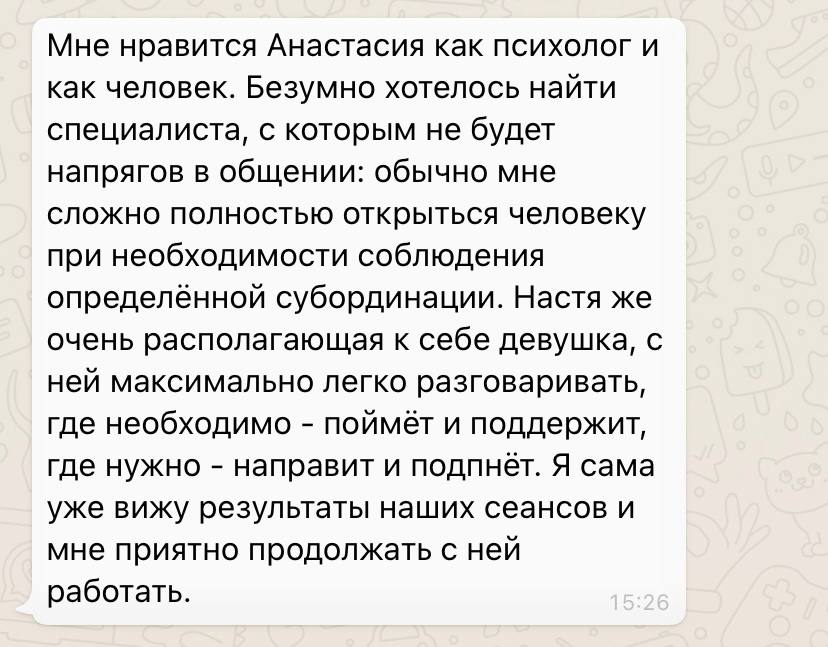 Мне нравится Анастасия как психолог и
как человек. Безумно хотелось найти
специалиста, с которым не будет
напрягов в общении: обычно мне
сложно полностью открыться человеку
при необходимости соблюдения
определённой субординации. Настя же
очень располагающая к себе девушка, с
ней максимально легко разговаривать,
где необходимо - поймёт и поддержит,
где нужно - направит и подпнёт. Я сама
уже вижу результаты наших сеансов и
мне приятно продолжать с ней
работать.
15:26